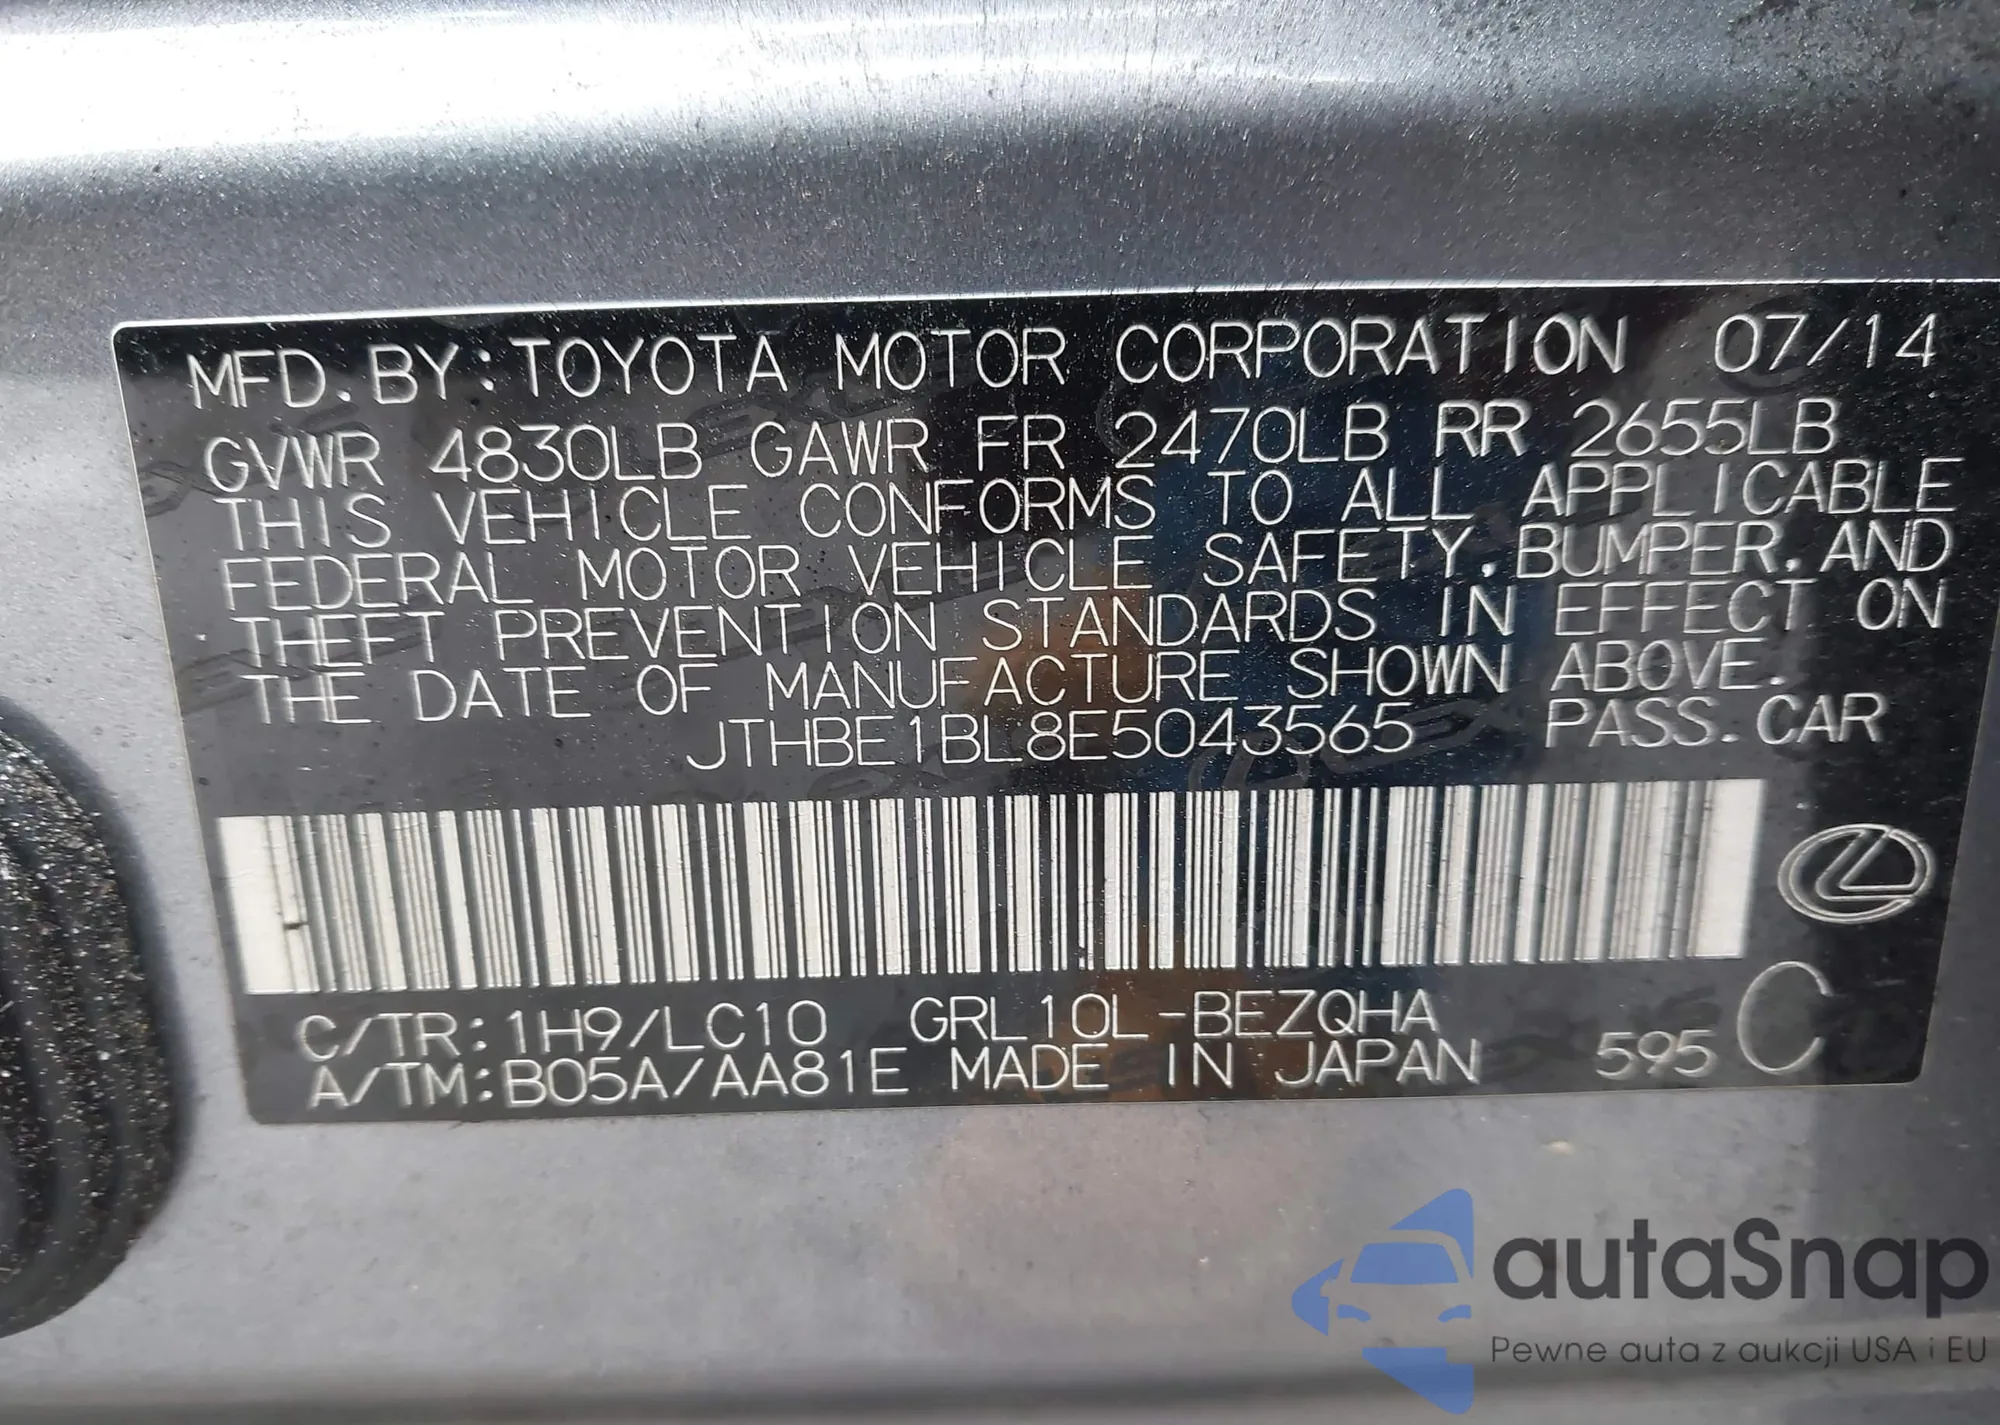 MFD. BY: TOYOTA MOTOR CORPORATION 07/14
GVWR 4830LB GAWR FR 2470LB RR 2655LB
THIS VEHICLE CONFORMS TO ALL APPLICABLE
FEDERAL MOTOR VEHICLE SAFETY, BUMPER, AND
THEFT PREVENTION STANDARDS IN EFFECT ON
THE DATE OF MANUFACTURE SHOWN ABOVE.
JTHBE1BL8E5043565 PASS. CAR
C/TR: 1H9/LC10 GRL10L-BEZQHA
A/TM: B05A/AA81E MADE IN JAPAN 595 C
autaSnap
Pewne auta z aukcji USA i EU